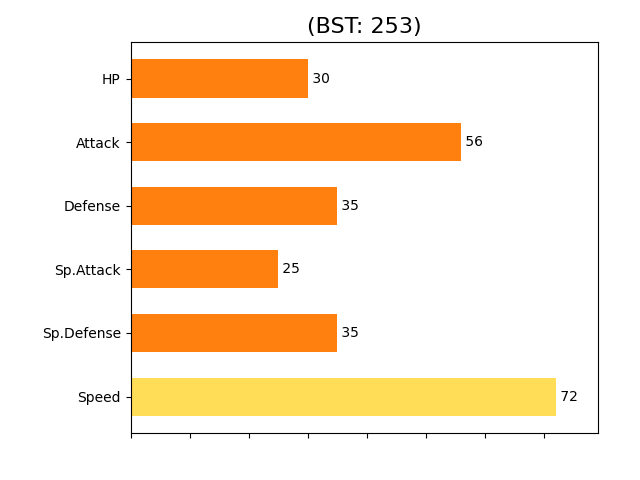 (BST: 253)
HP 30
Attack 56
Defense 35
Sp.Attack 25
Sp.Defense 35
Speed 72